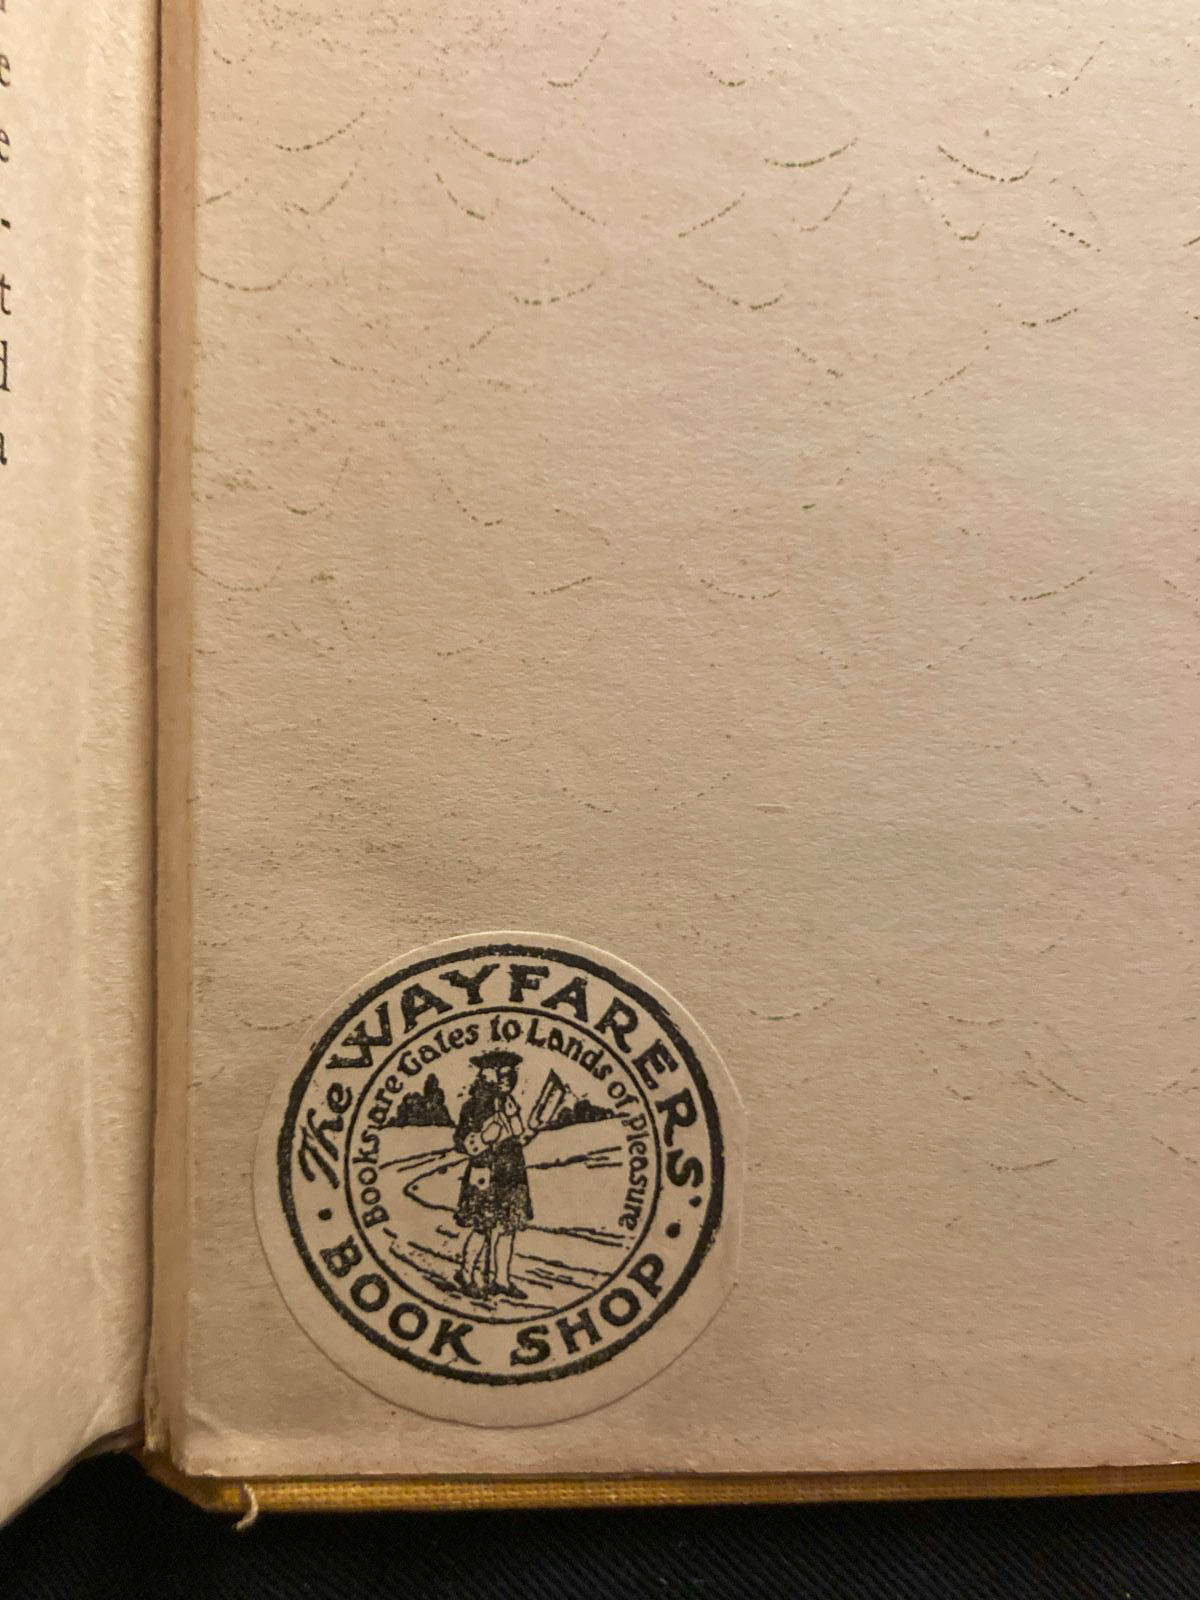 e
e
.
t
d
a
The WAYFARERS'
Books are Gates to Lands of Pleasure
BOOK SHOP